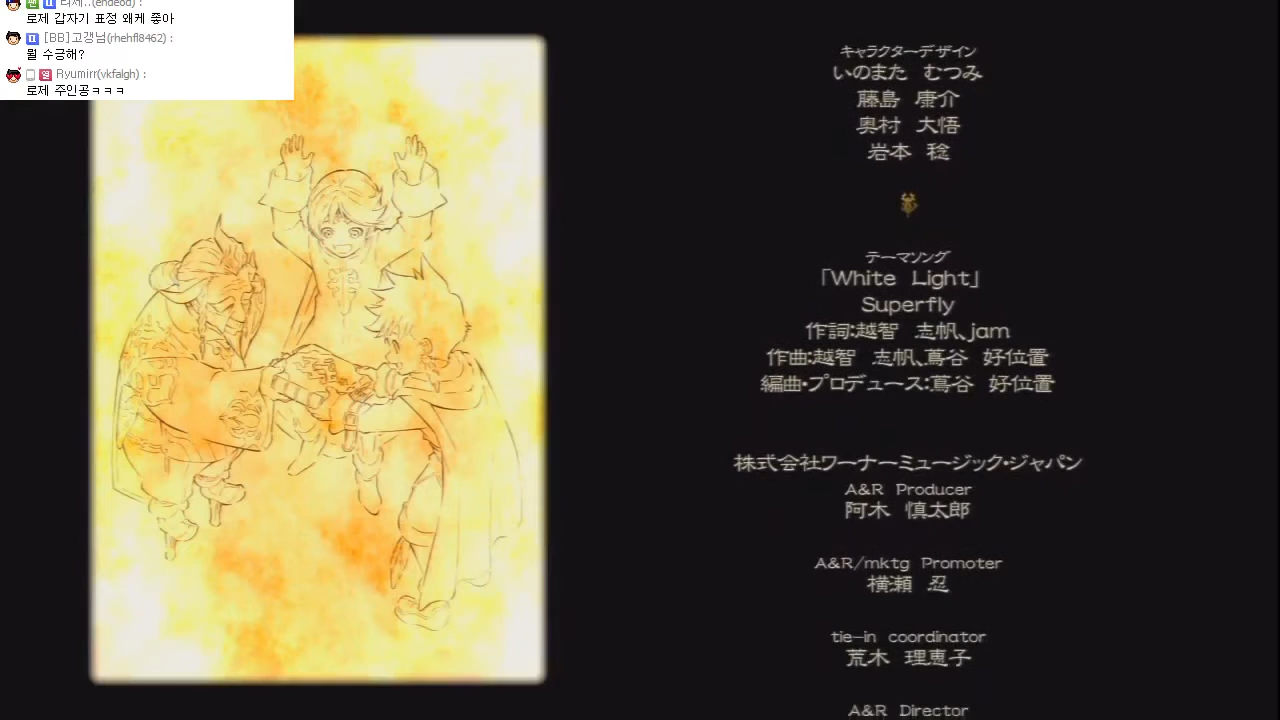 로제 갑자기 표정 왜케 좋아
[BB]고갱님(rhehfl8462) :
뭘 수긍해?
Ryumirr(vkfalgh) :
로제 주인공ㅋㅋㅋ
キャラクターデザイン
いのまた むつみ
藤島 康介
奥村 大悟
岩本 稔
テーマソング
「White Light」
Superfly
作詞:越智 志帆、jam
作曲:越智 志帆、蔦谷 好位置
編曲・プロデュース:蔦谷 好位置
株式会社ワーナーミュージック・ジャパン
A&R Producer
阿木 慎太郎
A&R/mktg Promoter
横瀬 忍
tie-in coordinator
荒木 理恵子
A&R Director